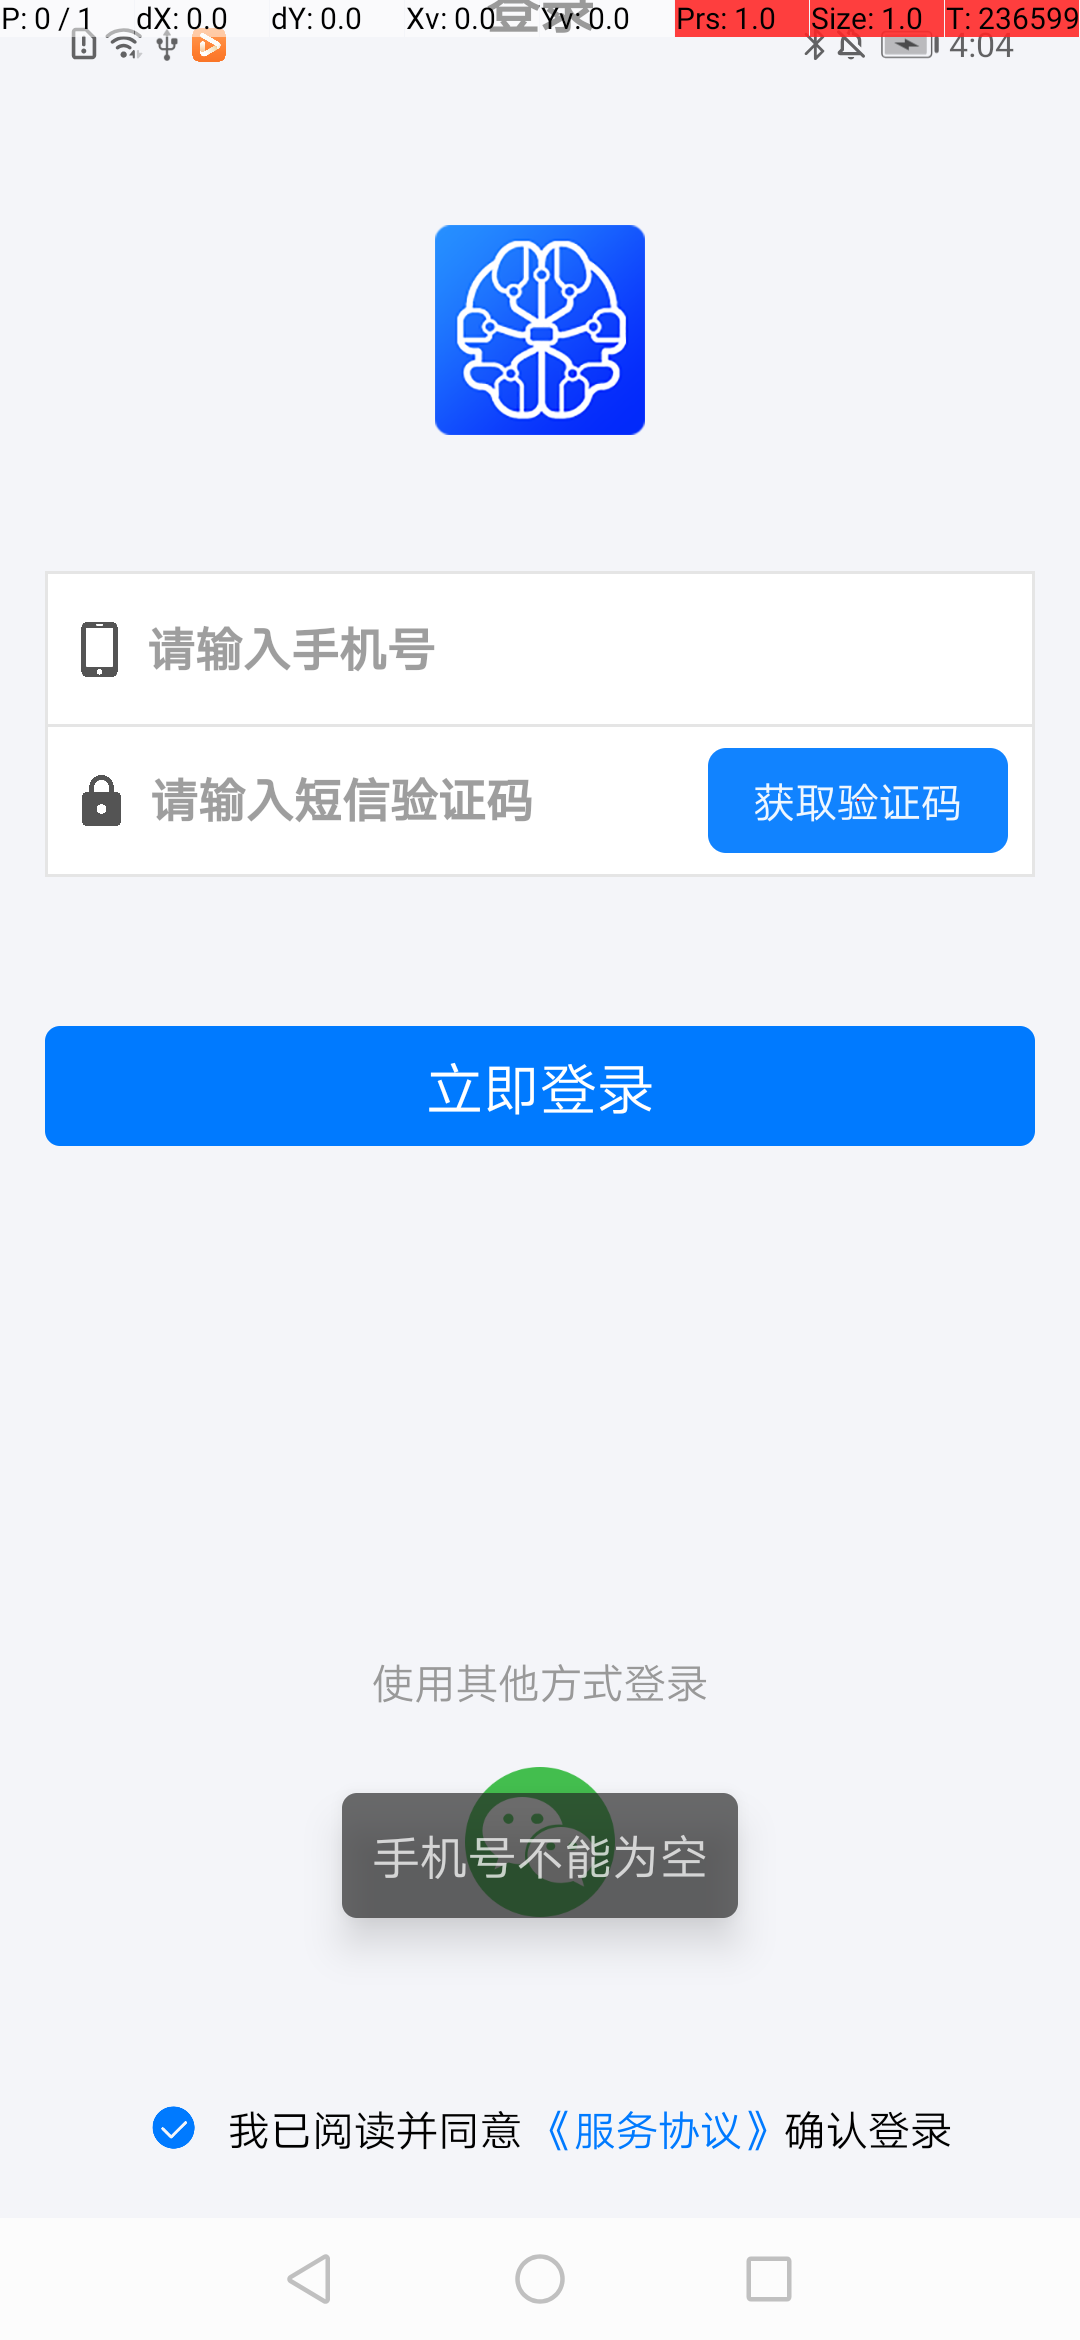 P: 0 / 1 dX: 0.0 dY: 0.0 Xv: 0.0 Yv: 0.0 Prs: 1.0 Size: 1.0 T: 236599
登录
4:04
请输入手机号
请输入短信验证码 获取验证码
立即登录
使用其他方式登录
手机号不能为空
我已阅读并同意《服务协议》确认登录